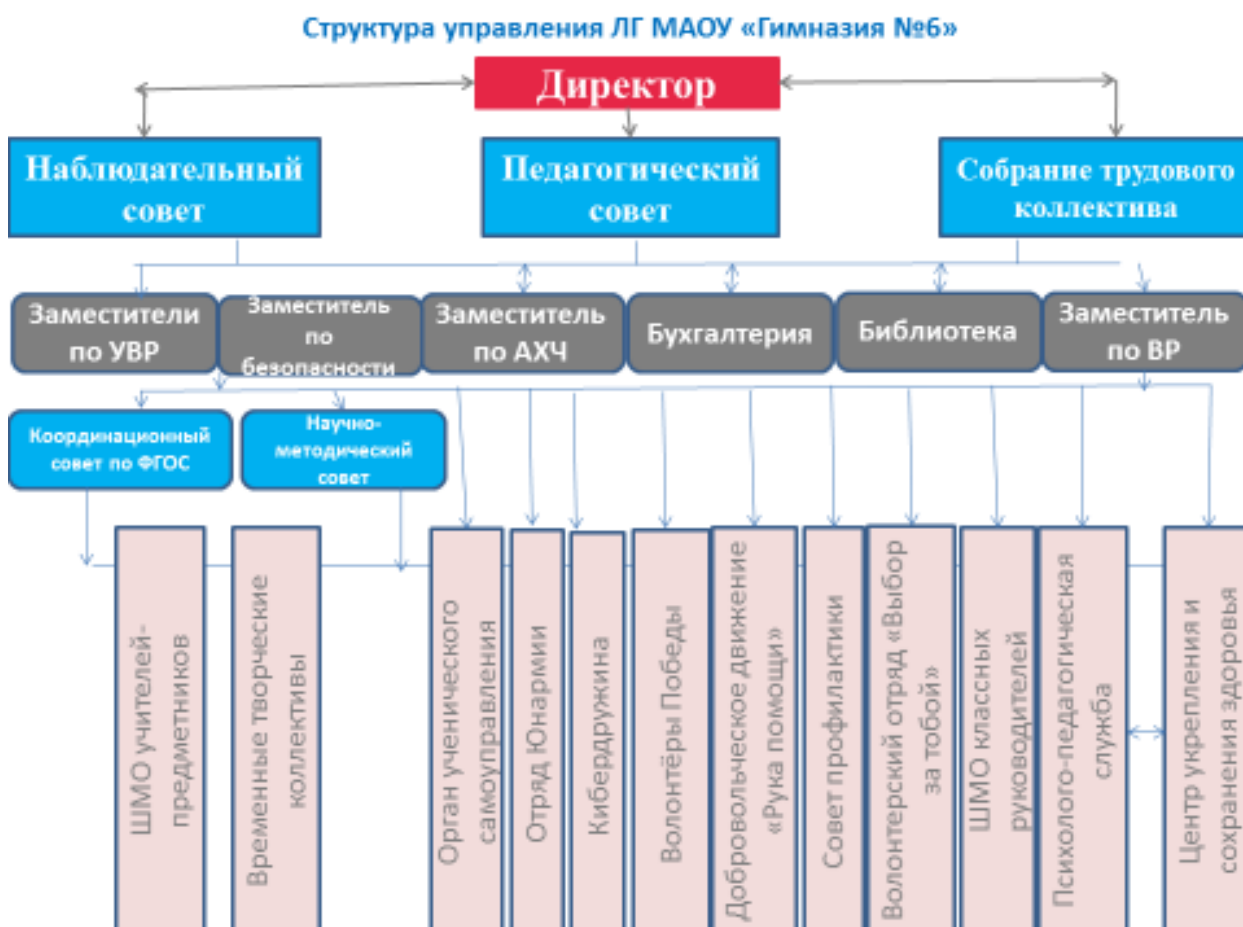 Структура управления ЛГ МАОУ «Гимназия №6»
Директор
Наблюдательный
совет
Педагогический
совет
Собрание трудового
коллектива
Заместители
по УВР
Заместитель
по
безопасности
Заместитель
по АХЧ
Бухгалтерия
Библиотека
Заместитель
по ВР
Координационный
совет по ФГОС
Научно-
методический
совет
ШМО учителей-
предметников
Временные творческие
коллективы
Орган ученического
самоуправления
Отряд Юнармии
Кибердружина
Волонтёры Победы
Добровольческое движение
«Рука помощи»
Совет профилактики
Волонтерский отряд «Выбор
за тобой»
ШМО классных
руководителей
Психолого-педагогическая
служба
Центр укрепления и
сохранения здоровья